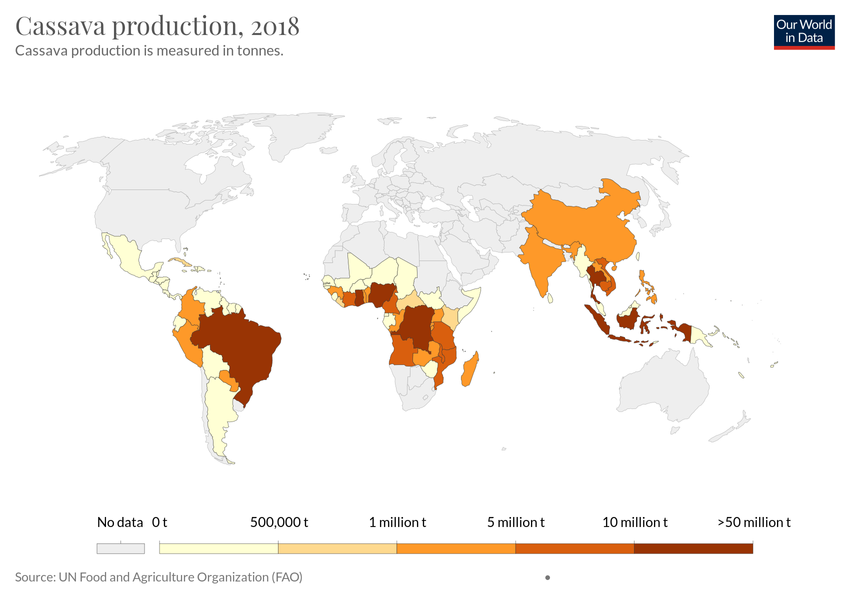 Cassava production, 2018
Cassava production is measured in tonnes.
Our World
in Data
No data 0 t 500,000 t 1 million t 5 million t 10 million t >50 million t
Source: UN Food and Agriculture Organization (FAO)